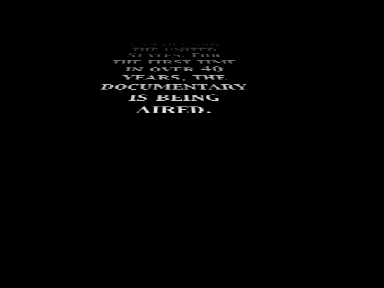 THE UNITED
STATES. FOR
THE FIRST TIME
IN OVER 40
YEARS, THE
DOCUMENTARY
IS BEING
AIRED.